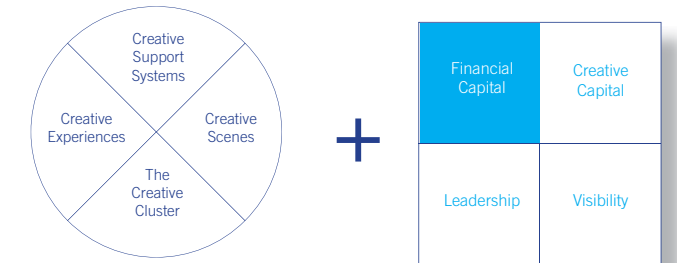 Creative
Support
Systems
Creative
Experiences
Creative
Scenes
The
Creative
Cluster
+
Financial
Capital
Creative
Capital
Leadership
Visibility